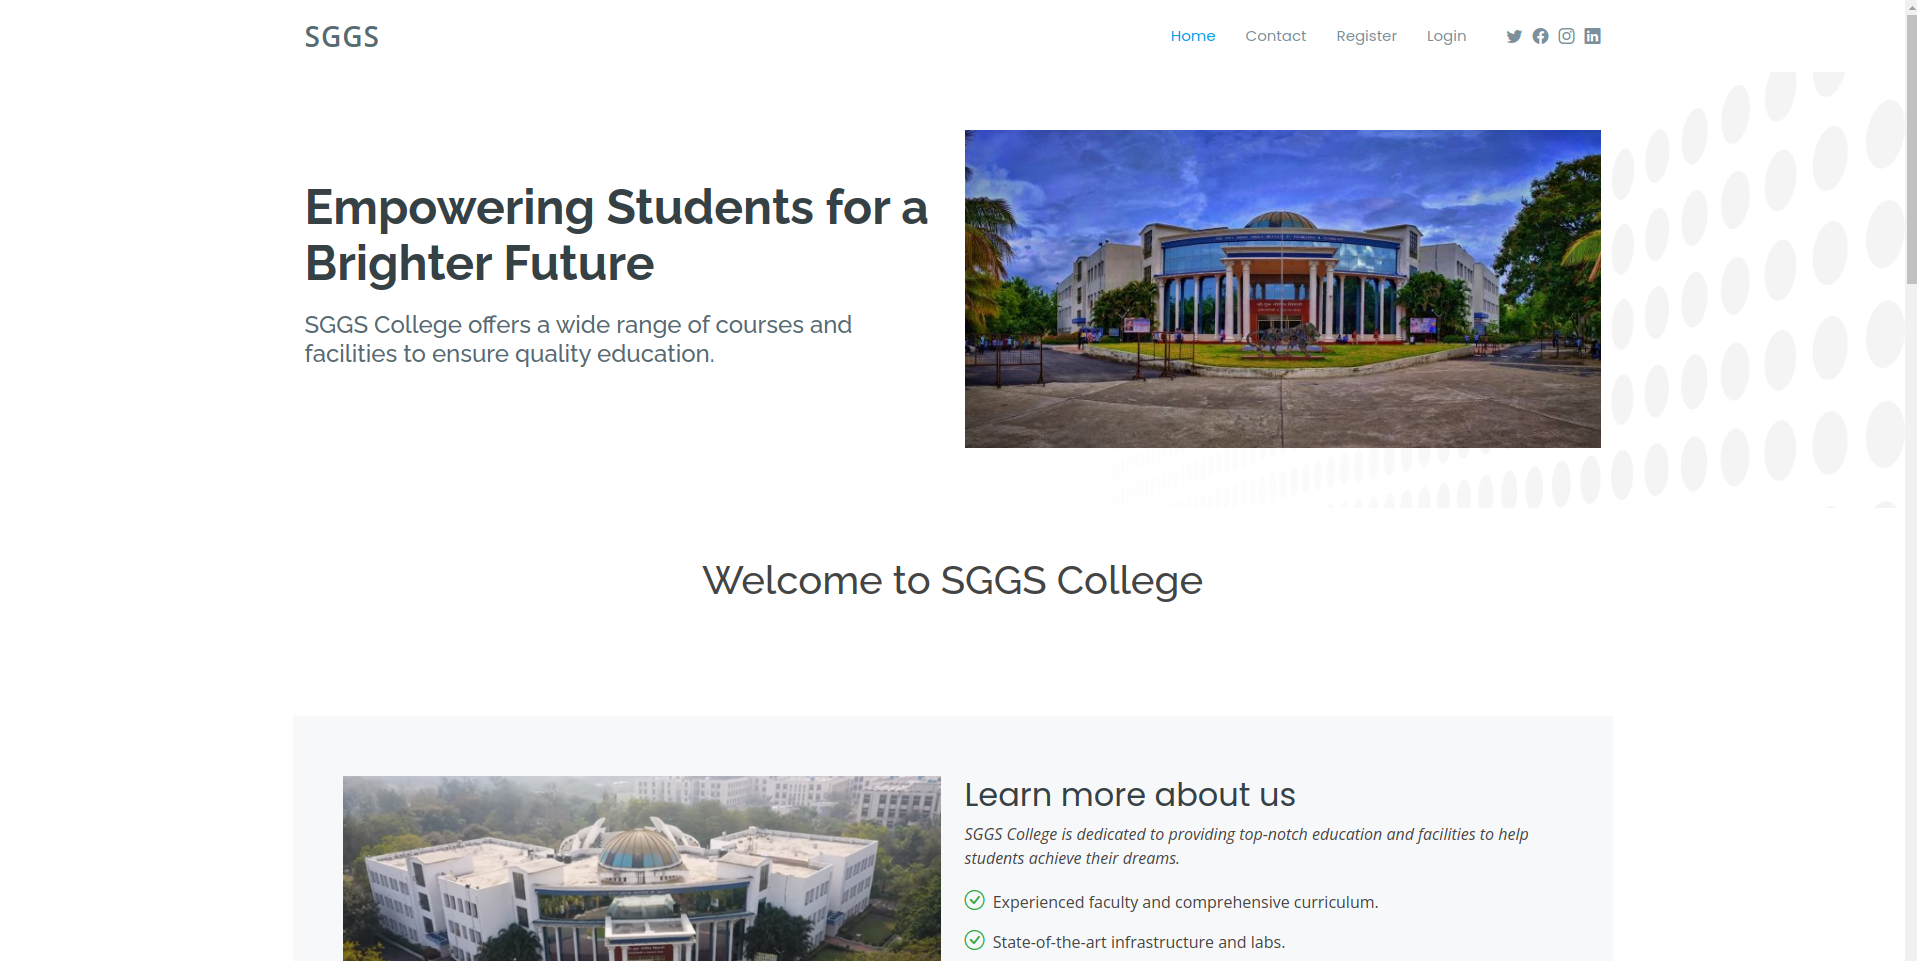 SGGS
Home Contact Register Login
Empowering Students for a
Brighter Future
SGGS College offers a wide range of courses and
facilities to ensure quality education.
Welcome to SGGS College
Learn more about us
SGGS College is dedicated to providing top-notch education and facilities to help
students achieve their dreams.
Experienced faculty and comprehensive curriculum.
State-of-the-art infrastructure and labs.